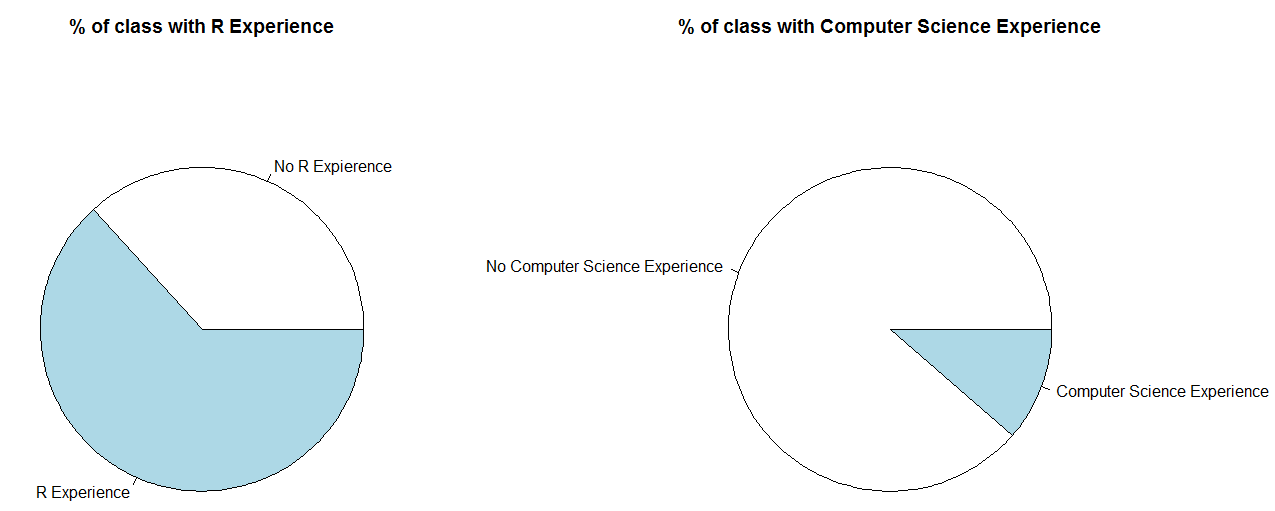 % of class with R Experience
% of class with Computer Science Experience
No R Expierence
R Experience
No Computer Science Experience
Computer Science Experience